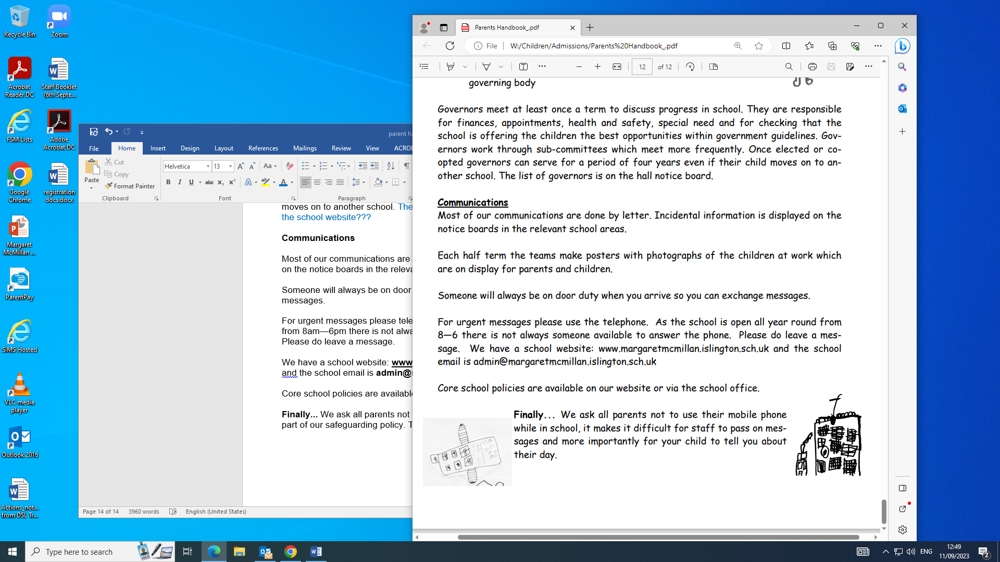 Recycle Bin
Zoom
Acrobat Reader DC
Staff Booklet (6th Septe...
FSM Lists
Adobe Acrobat DC
Google Chrome
registration docs.docx
Margaret McMillan ...
ParentPay
SIMS Hosted
VLC media player
Outlook 2016
Actions_not... from DSL Tr...
parent ha
File Home Insert Design Layout References Mailings Review View ACROB
Paste
Cut
Copy
Format Painter
Clipboard
Helvetica 13
Font
Paragraph
moves on to another school. The
the school website???
Communications
Most of our communications are
on the notice boards in the releva
Someone will always be on door
messages.
For urgent messages please tele
from 8am—6pm there is not alwa
Please do leave a message.
We have a school website: www
and the school email is admin@
Core school policies are available
Finally... We ask all parents not
part of our safeguarding policy. T
Page 14 of 14 3960 words English (United States)
Parents Handbook_.pdf
File W:/Children/Admissions/Parents%20Handbook_.pdf
12 of 12
governing body
Governors meet at least once a term to discuss progress in school. They are responsible
for finances, appointments, health and safety, special need and for checking that the
school is offering the children the best opportunities within government guidelines. Gov-
ernors work through sub-committees which meet more frequently. Once elected or co-
opted governors can serve for a period of four years even if their child moves on to an-
other school. The list of governors is on the hall notice board.
Communications
Most of our communications are done by letter. Incidental information is displayed on the
notice boards in the relevant school areas.
Each half term the teams make posters with photographs of the children at work which
are on display for parents and children.
Someone will always be on door duty when you arrive so you can exchange messages.
For urgent messages please use the telephone. As the school is open all year round from
8—6 there is not always someone available to answer the phone. Please do leave a mes-
sage. We have a school website: www.margaretmcmillan.islington.sch.uk and the school
email is admin@margaretmcmillan.islington.sch.uk
Core school policies are available on our website or via the school office.
Finally... We ask all parents not to use their mobile phone
while in school, it makes it difficult for staff to pass on mes-
sages and more importantly for your child to tell you about
their day.
Type here to search
ENG
12:49
11/09/2023
2